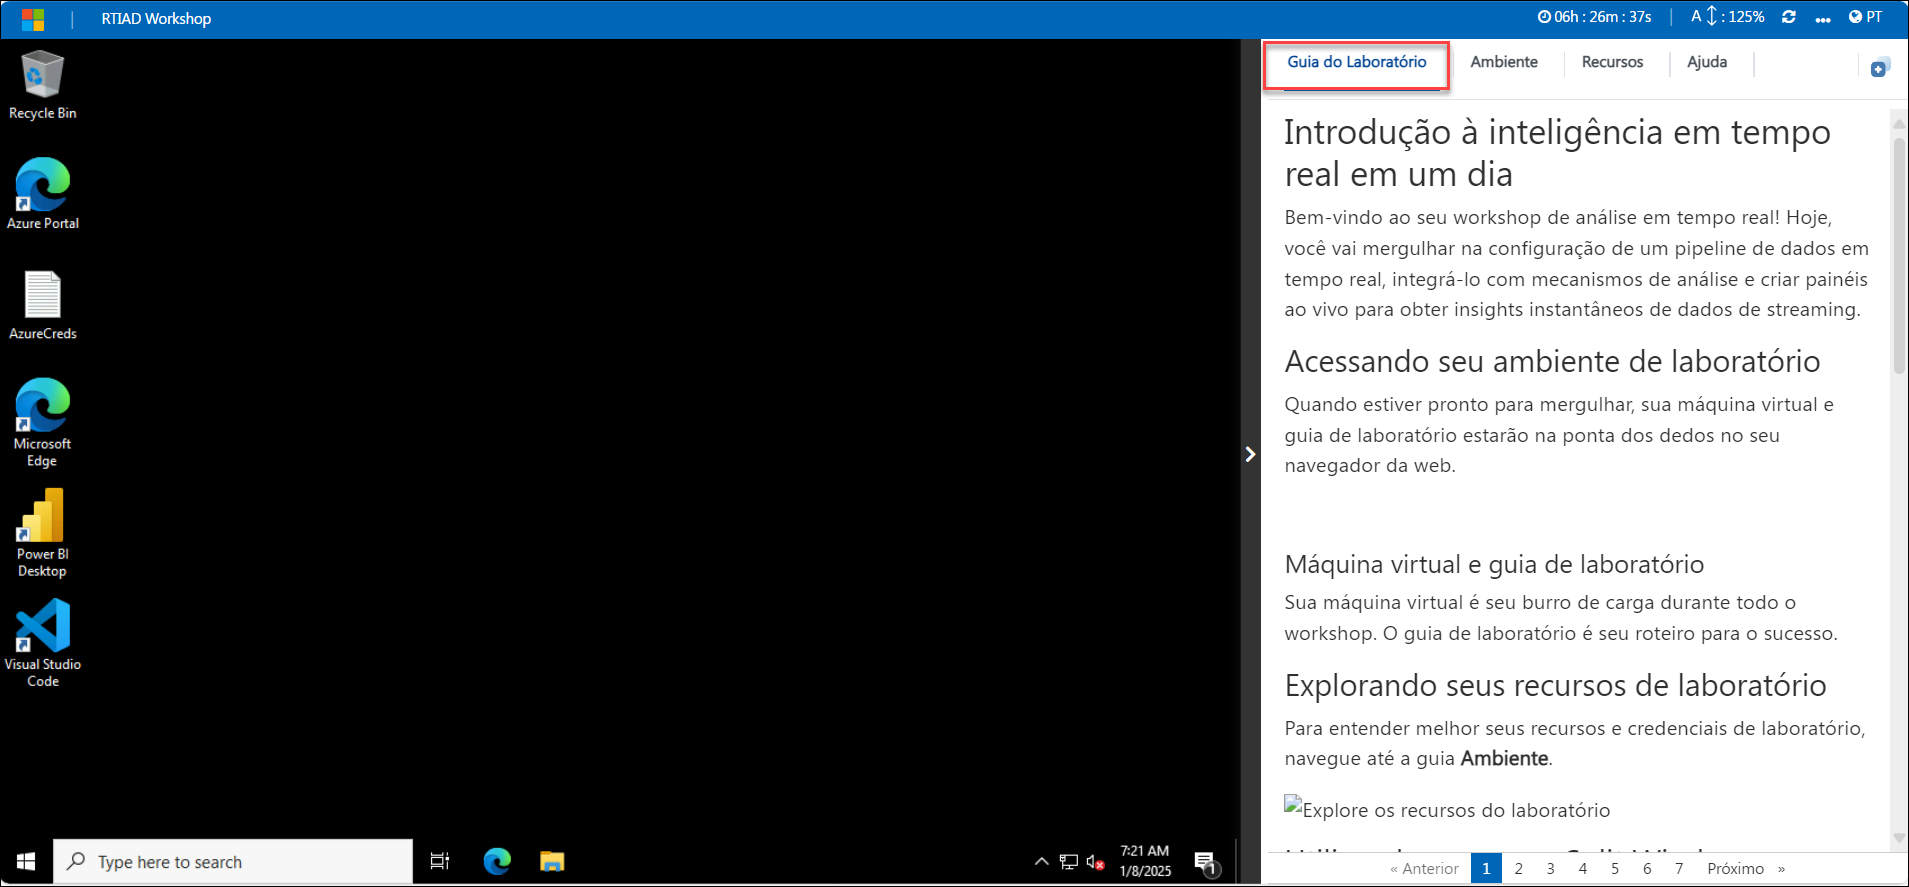 RTIAD Workshop
06h : 26m : 37s
A : 125%
PT
Recycle Bin
Azure Portal
AzureCreds
Microsoft
Edge
Power BI
Desktop
Visual Studio
Code
Type here to search
7:21 AM
1/8/2025
1
Guia do Laboratório
Ambiente
Recursos
Ajuda
Introdução à inteligência em tempo
real em um dia
Bem-vindo ao seu workshop de análise em tempo real! Hoje,
você vai mergulhar na configuração de um pipeline de dados em
tempo real, integrá-lo com mecanismos de análise e criar painéis
ao vivo para obter insights instantâneos de dados de streaming.
Acessando seu ambiente de laboratório
Quando estiver pronto para mergulhar, sua máquina virtual e
guia de laboratório estarão na ponta dos dedos no seu
navegador da web.
Máquina virtual e guia de laboratório
Sua máquina virtual é seu burro de carga durante todo o
workshop. O guia de laboratório é seu roteiro para o sucesso.
Explorando seus recursos de laboratório
Para entender melhor seus recursos e credenciais de laboratório,
navegue até a guia Ambiente.
Explore os recursos do laboratório
« Anterior 1 2 3 4 5 6 7 Próximo »